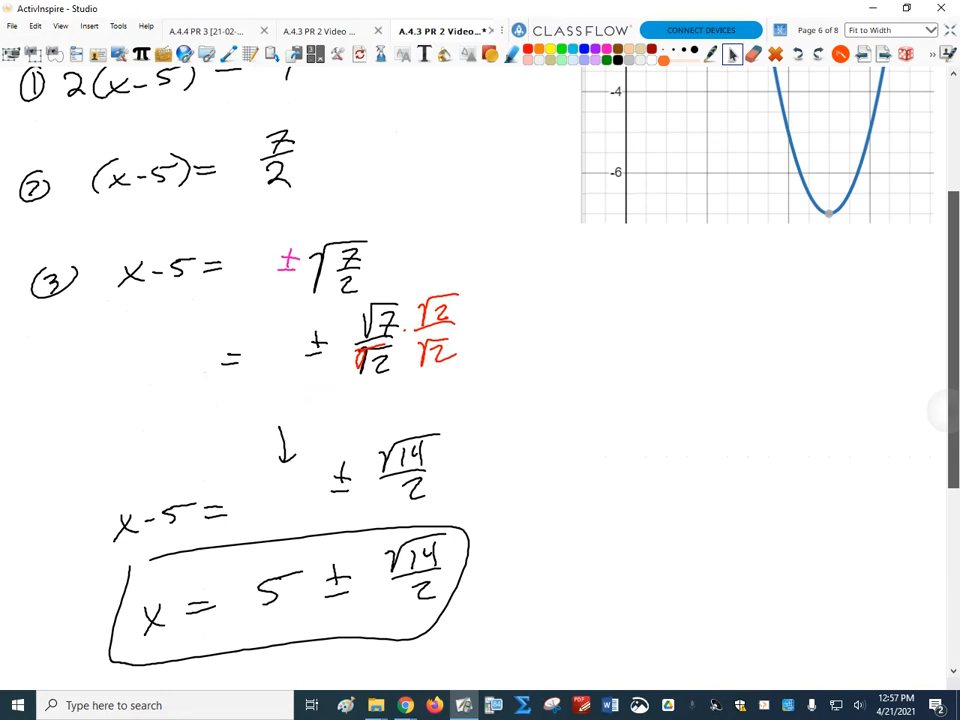 ActivInspire - Studio
File Edit View Insert Tools Help
A.4.4 PR 3 [21-02-...
A.4.3 PR 2 Video ...
A.4.3 PR 2 Video...*
CLASSFLOW
CONNECT DEVICES
Page 6 of 8
Fit to Width
① 2(x-5) =
② (x-5) = 7/2
③ x-5 = ± √7/2
= ± √7/√2 · √2/√2
↓ ± √14/2
x-5 =
x = 5 ± √14/2
-4
-6
Type here to search
12:57 PM
4/21/2021
2